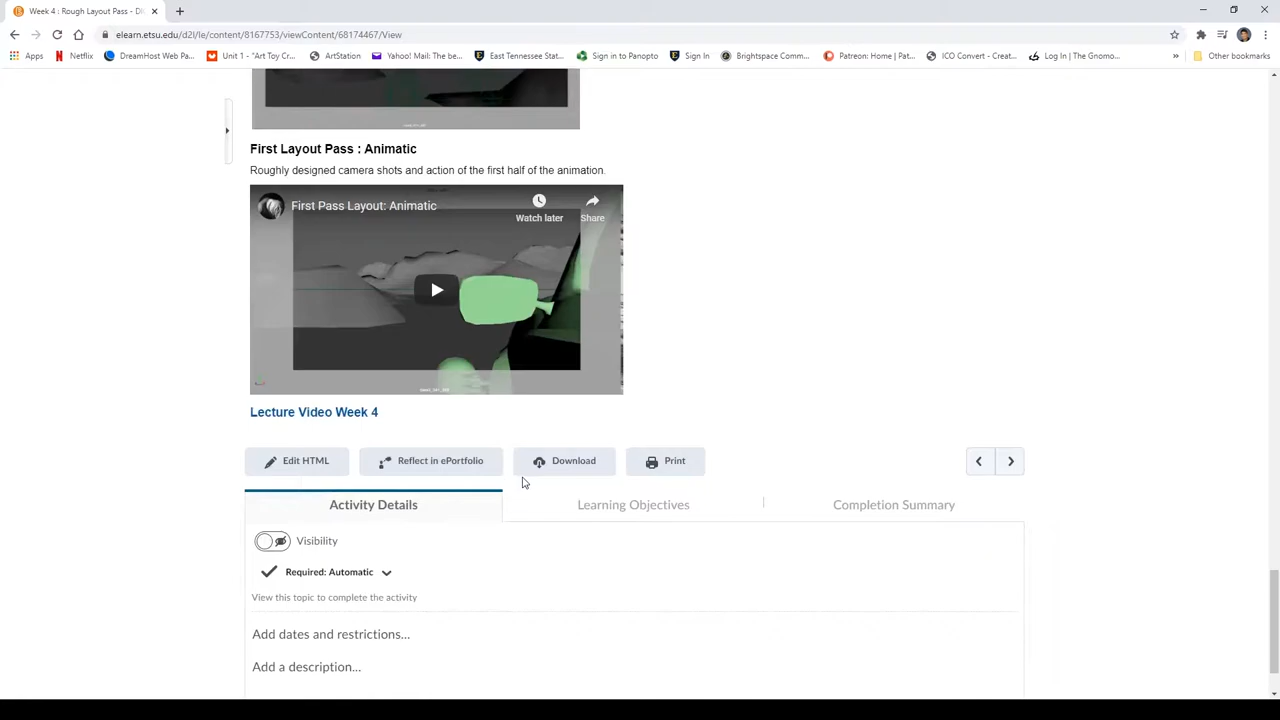 Week 4 : Rough Layout Pass - DI
elearn.etsu.edu/d2l/le/content/8167753/viewContent/68174467/View
Apps
Netflix
DreamHost Web Pa...
Unit 1 - "Art Toy Cr...
ArtStation
Yahoo! Mail: The be...
East Tennessee Stat...
Sign in to Panopto
Sign In
Brightspace Comm...
Patreon: Home | Pat...
ICO Convert - Creat...
Log In | The Gnomo...
»
Other bookmarks
First Layout Pass : Animatic
Roughly designed camera shots and action of the first half of the animation.
First Pass Layout: Animatic
Watch later
Share
Lecture Video Week 4
Edit HTML
Reflect in ePortfolio
Download
Print
Activity Details
Learning Objectives
Completion Summary
Visibility
Required: Automatic
View this topic to complete the activity
Add dates and restrictions...
Add a description...